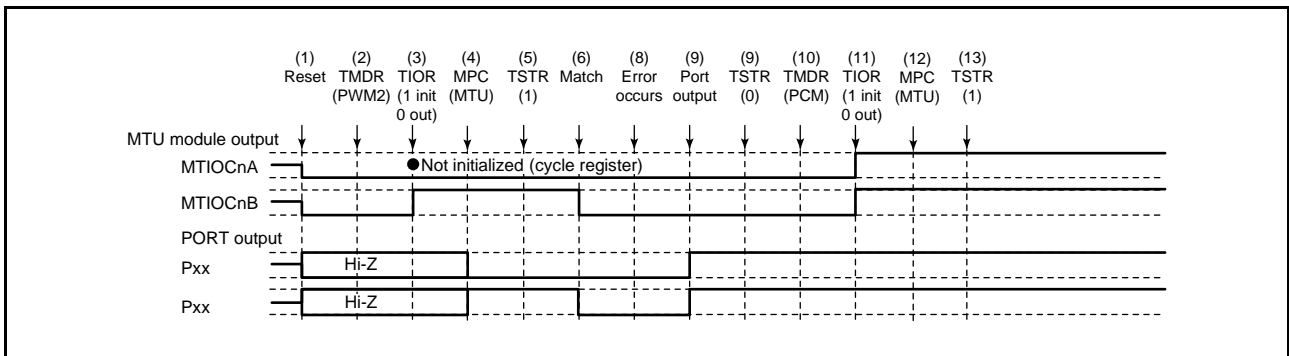 (1) (2) (3) (4) (5) (6) (8) (9) (9) (10) (11) (12) (13)
Reset TMDR TIOR MPC TSTR Match Error Port TSTR TMDR TIOR MPC TSTR
(PWM2) (1 init (MTU) (1) occurs output (0) (PCM) (1 init (MTU) (1)
0 out) 0 out)
MTU module output
MTIOCnA ●Not initialized (cycle register)
MTIOCnB
PORT output
Pxx Hi-Z
Pxx Hi-Z